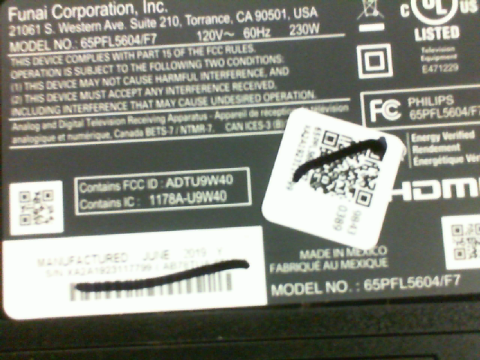 Funai Corporation, Inc.
21061 S. Western Ave. Suite 210, Torrance, CA 90501, USA
MODEL NO.: 65PFL5604/F7 120V~ 60Hz 230W
THIS DEVICE COMPLIES WITH PART 15 OF THE FCC RULES.
OPERATION IS SUBJECT TO THE FOLLOWING TWO CONDITIONS:
(1) THIS DEVICE MAY NOT CAUSE HARMFUL INTERFERENCE, AND
(2) THIS DEVICE MUST ACCEPT ANY INTERFERENCE RECEIVED,
INCLUDING INTERFERENCE THAT MAY CAUSE UNDESIRED OPERATION.
Analog and Digital Television Receiving Apparatus - Appareil de réception de télévision
analogique et numérique, Canada BETS-7 / NTMR-7. CAN ICES-3
C UL
LISTED
Television
Equipment
E471229
FC PHILIPS
65PFL5604/F7
Energy Verified
Rendement
Énergétique
HDMI
Contains FCC ID : ADTU9W40
Contains IC : 1178A-U9W40
MANUFACTURED JUNE 2019
S/N
MADE IN MEXICO
FABRIQUÉ AU MEXIQUE
MODEL NO. : 65PFL5604/F7